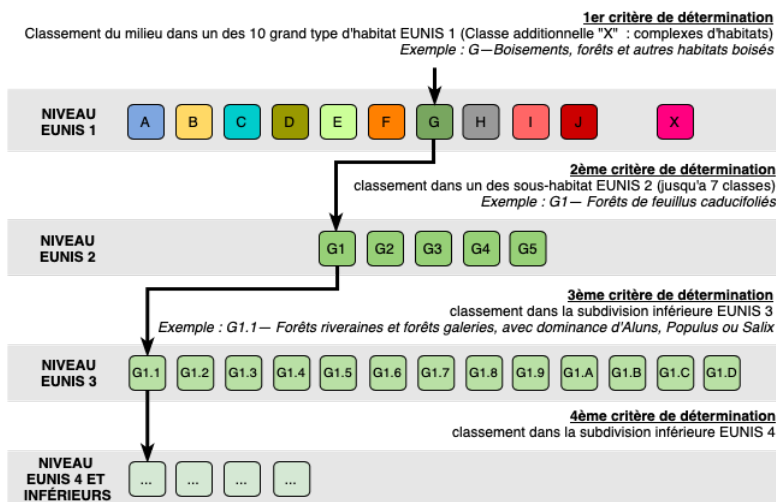 1er critère de détermination
Classement du milieu dans un des 10 grand type d'habitat EUNIS 1 (Classe additionnelle "X" : complexes d'habitats)
Exemple : G—Boisements, forêts et autres habitats boisés
NIVEAU
EUNIS 1
A B C D E F G H I J X
2ème critère de détermination
classement dans un des sous-habitat EUNIS 2 (jusqu'a 7 classes)
Exemple : G1— Forêts de feuillus caducifoliés
NIVEAU
EUNIS 2
G1 G2 G3 G4 G5
3ème critère de détermination
classement dans la subdivision inférieure EUNIS 3
Exemple : G1.1— Forêts riveraines et forêts galeries, avec dominance d'Aluns, Populus ou Salix
NIVEAU
EUNIS 3
G1.1 G1.2 G1.3 G1.4 G1.5 G1.6 G1.7 G1.8 G1.9 G1.A G1.B G1.C G1.D
4ème critère de détermination
classement dans la subdivision inférieure EUNIS 4
NIVEAU
EUNIS 4 ET
INFÉRIEURS
... ... ... ...